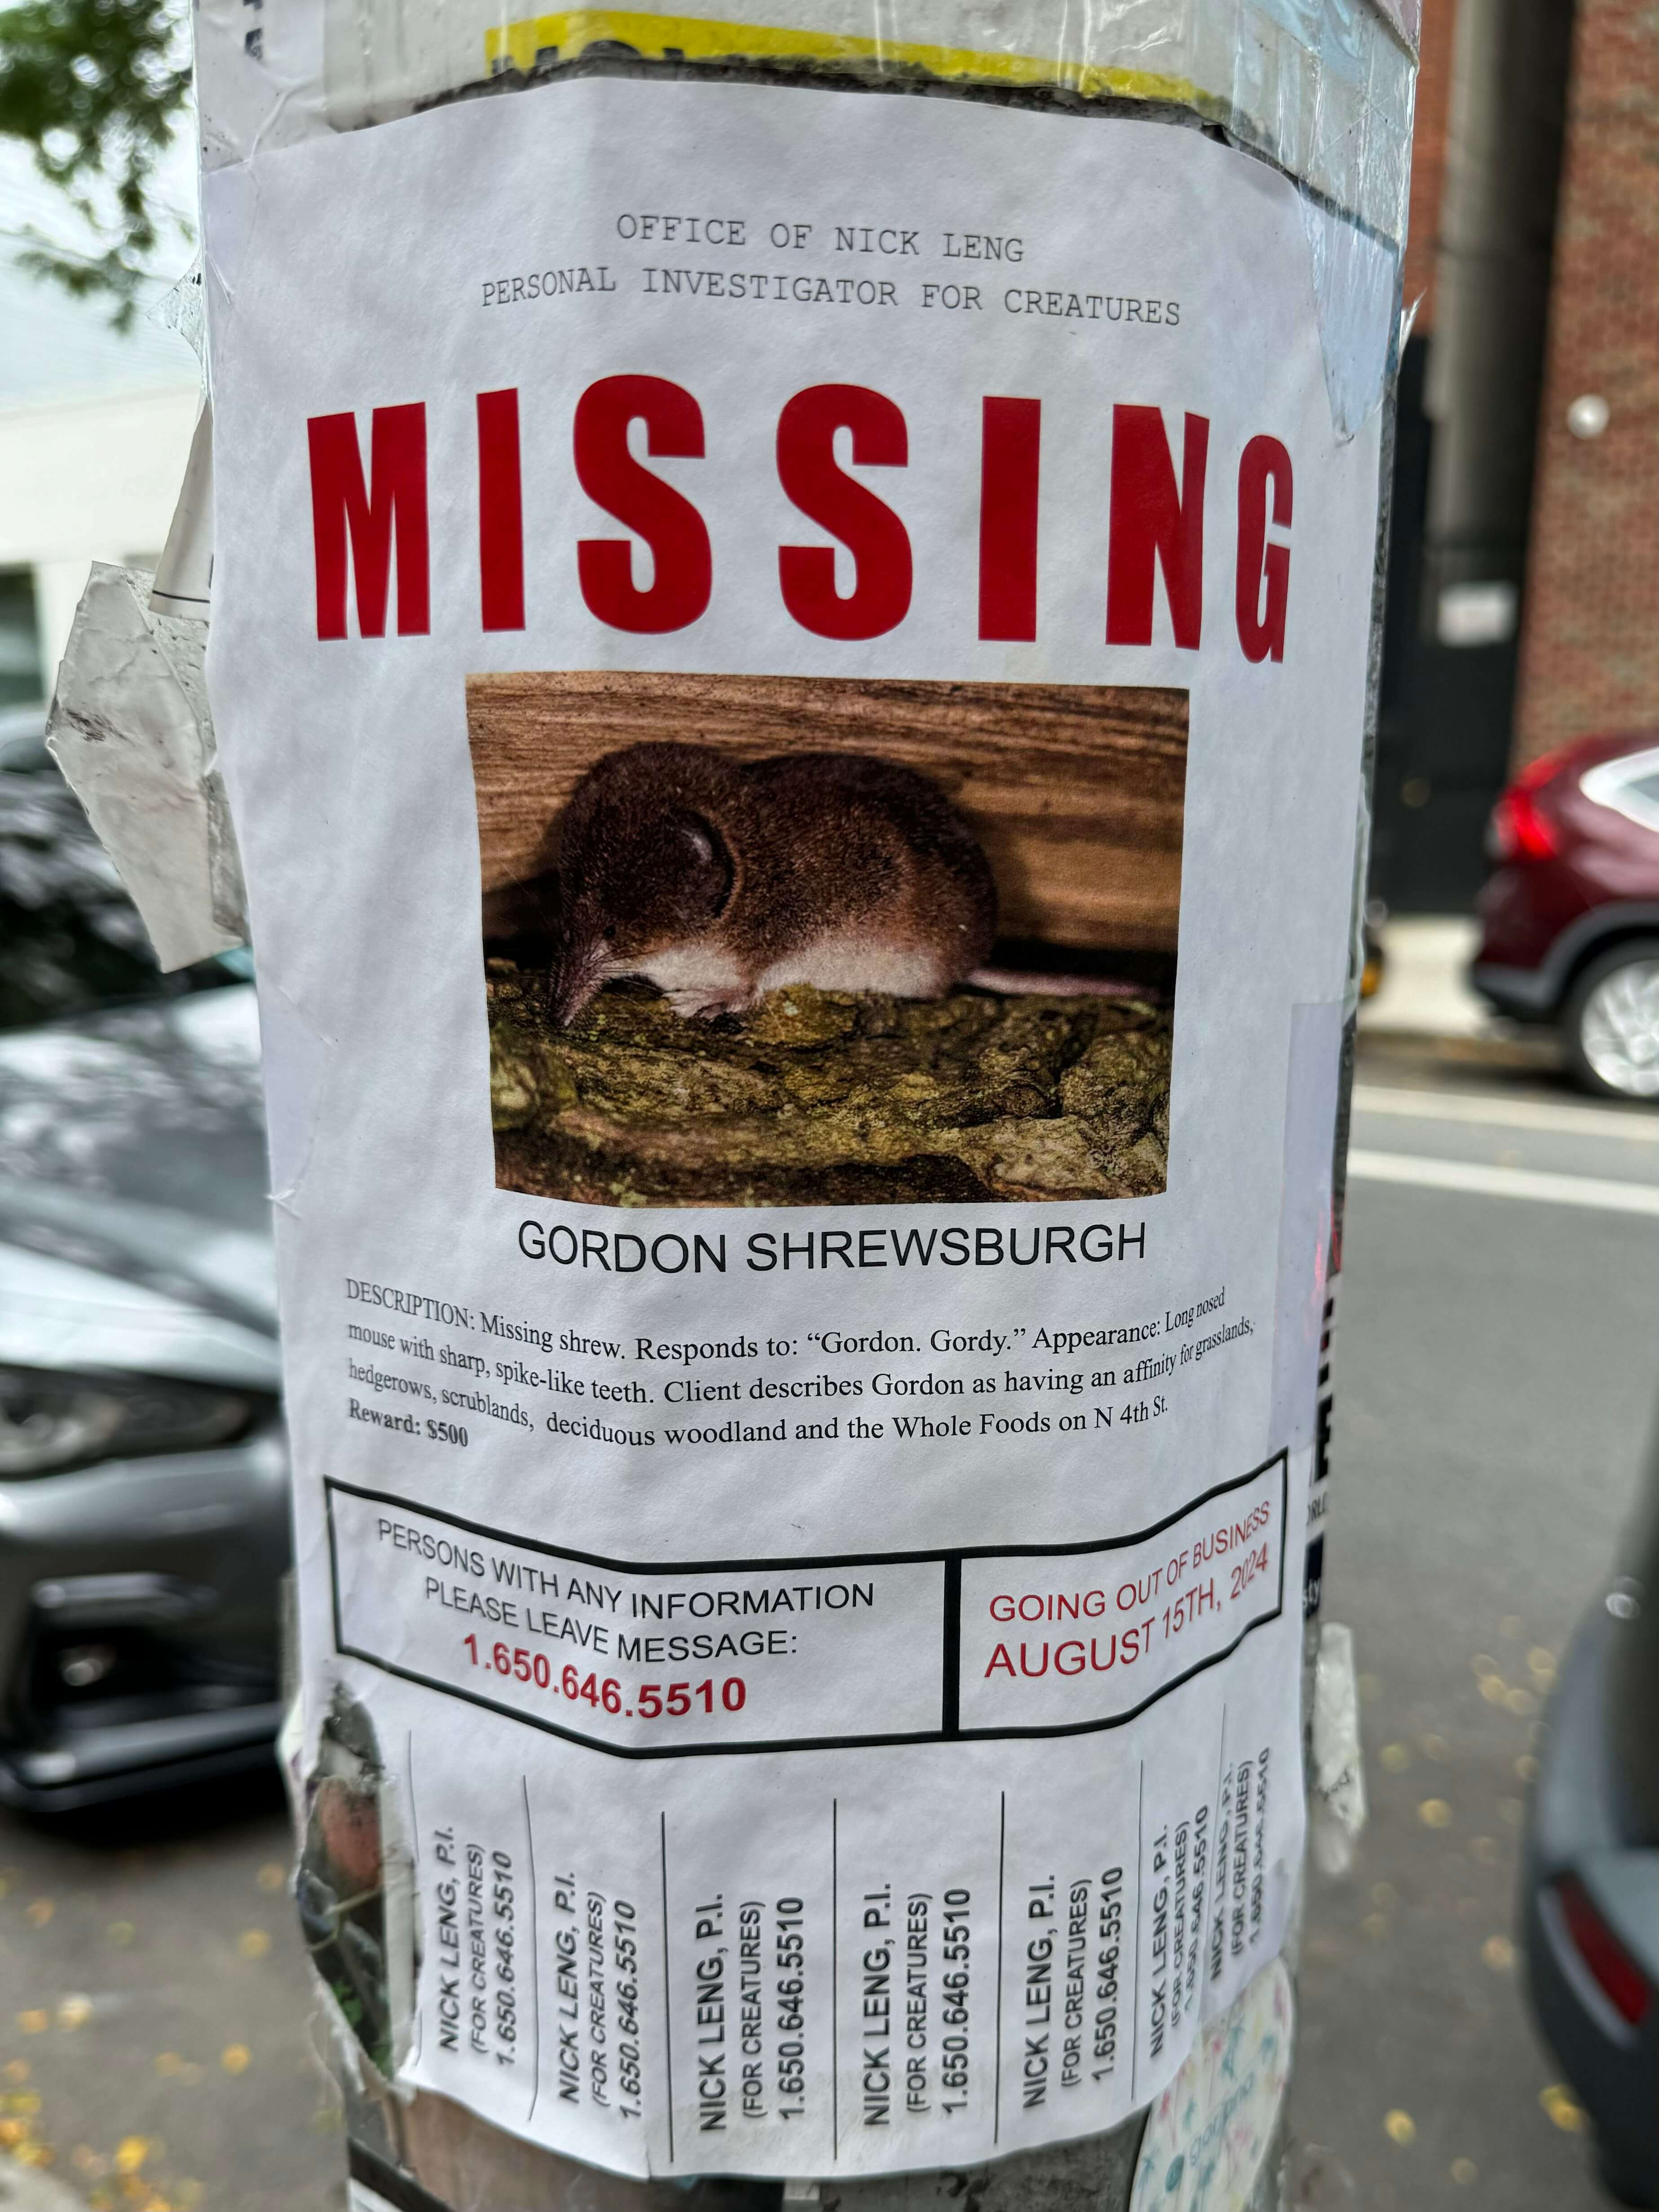 OFFICE OF NICK LENG
PERSONAL INVESTIGATOR FOR CREATURES
MISSING
GORDON SHREWSBURGH
DESCRIPTION: Missing shrew. Responds to: “Gordon. Gordy.” Appearance: Long nosed
mouse with sharp, spike-like teeth. Client describes Gordon as having an affinity for grasslands,
hedgerows, scrublands, deciduous woodland and the Whole Foods on N 4th St.
Reward: $500
PERSONS WITH ANY INFORMATION
PLEASE LEAVE MESSAGE:
1.650.646.5510
GOING OUT OF BUSINESS
AUGUST 15TH, 2024
NICK LENG, P.I.
(FOR CREATURES)
1.650.646.5510
NICK LENG, P.I.
(FOR CREATURES)
1.650.646.5510
NICK LENG, P.I.
(FOR CREATURES)
1.650.646.5510
NICK LENG, P.I.
(FOR CREATURES)
1.650.646.5510
NICK LENG, P.I.
(FOR CREATURES)
1.650.646.5510
NICK LENG, P.I.
(FOR CREATURES)
1.650.646.5510
NICK LENG, P.I.
(FOR CREATURES)
1.650.646.5510